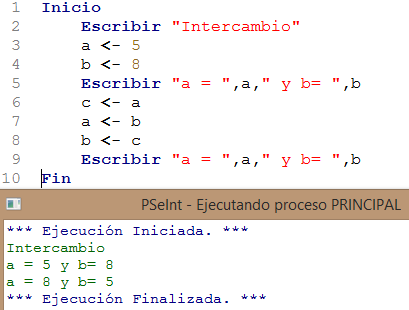 1 Inicio
2 Escribir "Intercambio"
3 a <- 5
4 b <- 8
5 Escribir "a = ",a," y b= ",b
6 c <- a
7 a <- b
8 b <- c
9 Escribir "a = ",a," y b= ",b
10 Fin
PSeInt - Ejecutando proceso PRINCIPAL
*** Ejecución Iniciada. ***
Intercambio
a = 5 y b= 8
a = 8 y b= 5
*** Ejecución Finalizada. ***